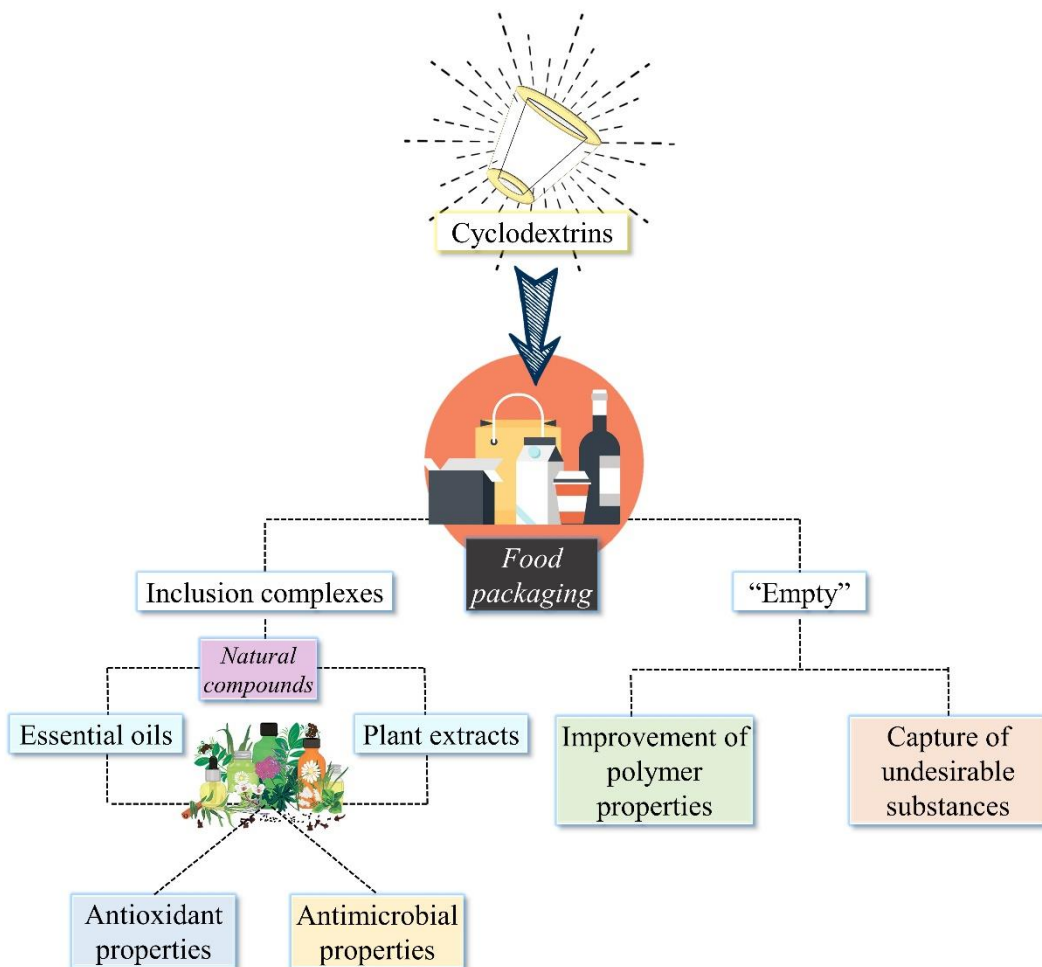 Cyclodextrins
Food
packaging
Inclusion complexes
“Empty”
Natural
compounds
Essential oils
Plant extracts
Improvement of
polymer
properties
Capture of
undesirable
substances
Antioxidant
properties
Antimicrobial
properties